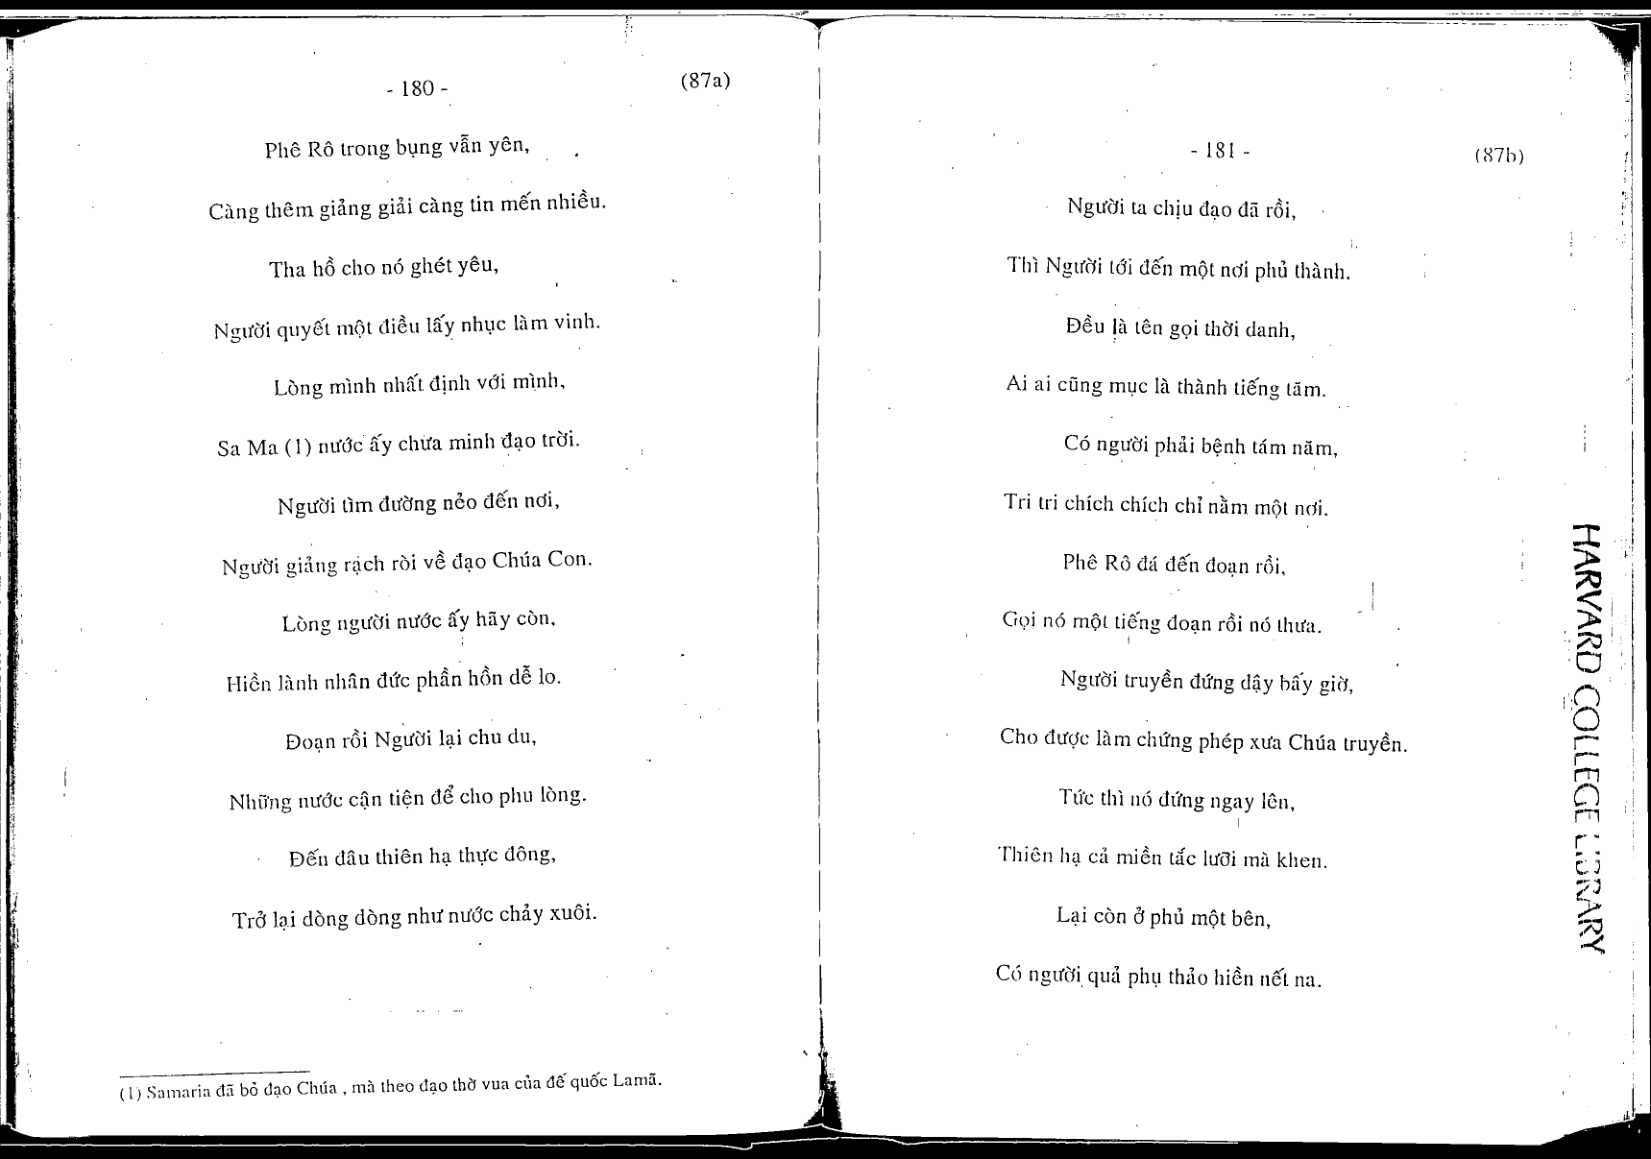 - 180 -
(87a)
Phê Rô trong bụng vẫn yên,
Càng thêm giảng giải càng tin mến nhiều.
Tha hồ cho nó ghét yêu,
Người quyết một điều lấy nhục làm vinh.
Lòng mình nhất định với mình,
Sa Ma (1) nước ấy chưa minh đạo trời.
Người tìm đường nẻo đến nơi,
Người giảng rạch ròi về đạo Chúa Con.
Lòng người nước ấy hãy còn,
Hiền lành nhân đức phần hồn dễ lo.
Đoạn rồi Người lại chu du,
Những nước cận tiện để cho phu lòng.
Đến đâu thiên hạ thực đông,
Trở lại dòng dòng như nước chảy xuôi.
(1) Samaria đã bỏ đạo Chúa , mà theo đạo thờ vua của đế quốc Lamã.
- 181 -
(87b)
Người ta chịu đạo đã rồi,
Thì Người tới đến một nơi phủ thành.
Đều là tên gọi thời danh,
Ai ai cũng mục là thành tiếng tăm.
Có người phải bệnh tám năm,
Tri tri chích chích chỉ nằm một nơi.
Phê Rô đá đến đoạn rồi,
Gọi nó một tiếng đoạn rồi nó thưa.
Người truyền đứng dậy bấy giờ,
Cho được làm chứng phép xưa Chúa truyền.
Tức thì nó đứng ngay lên,
Thiên hạ cả miền tắc lưỡi mà khen.
Lại còn ở phủ một bên,
Có người quả phụ thảo hiền nết na.
HARVARD COLLEGE LIBRARY